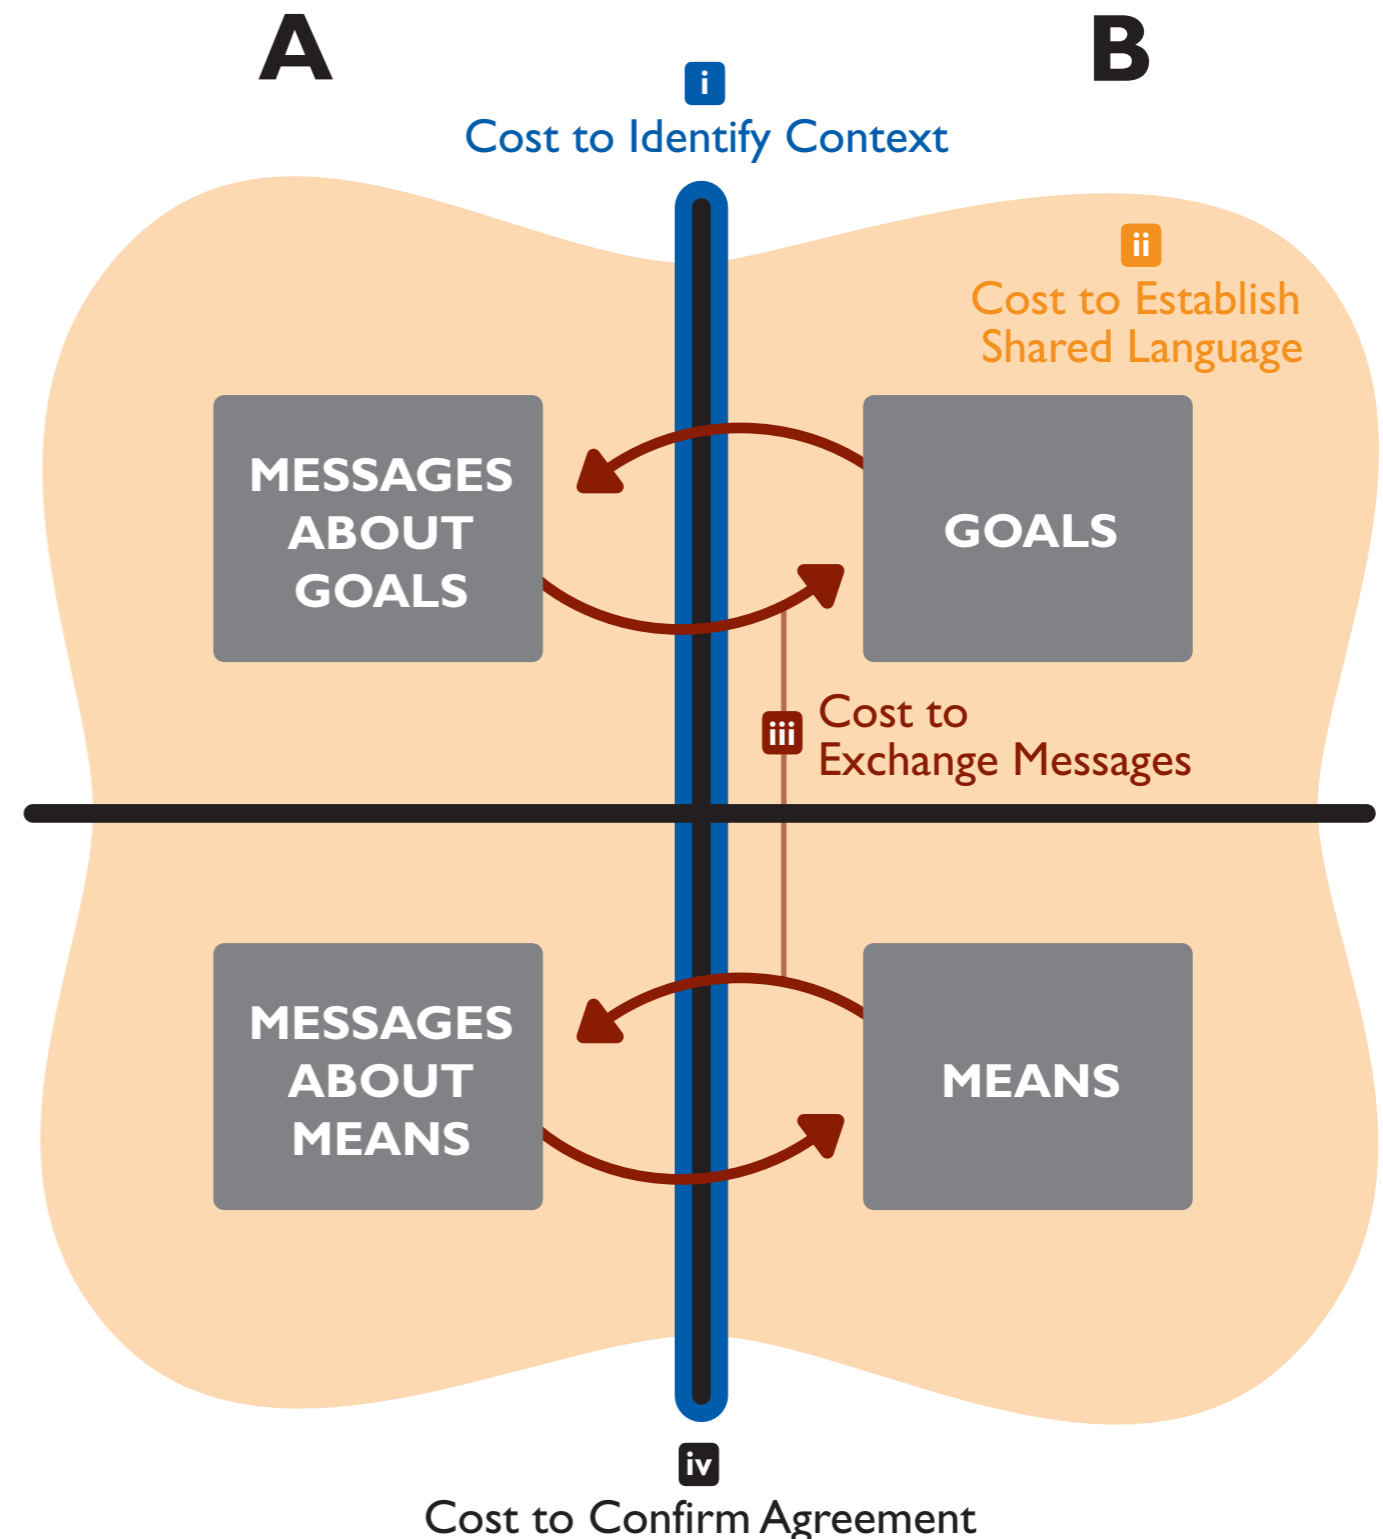 A
B
i
Cost to Identify Context
ii
Cost to Establish
Shared Language
MESSAGES
ABOUT
GOALS
GOALS
iii
Cost to
Exchange Messages
MESSAGES
ABOUT
MEANS
MEANS
iv
Cost to Confirm Agreement